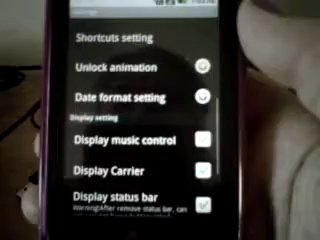 Shortcuts setting
Unlock animation
Date format setting
Display setting
Display music control
Display Carrier
Display status bar
Warning:After remove status bar, can